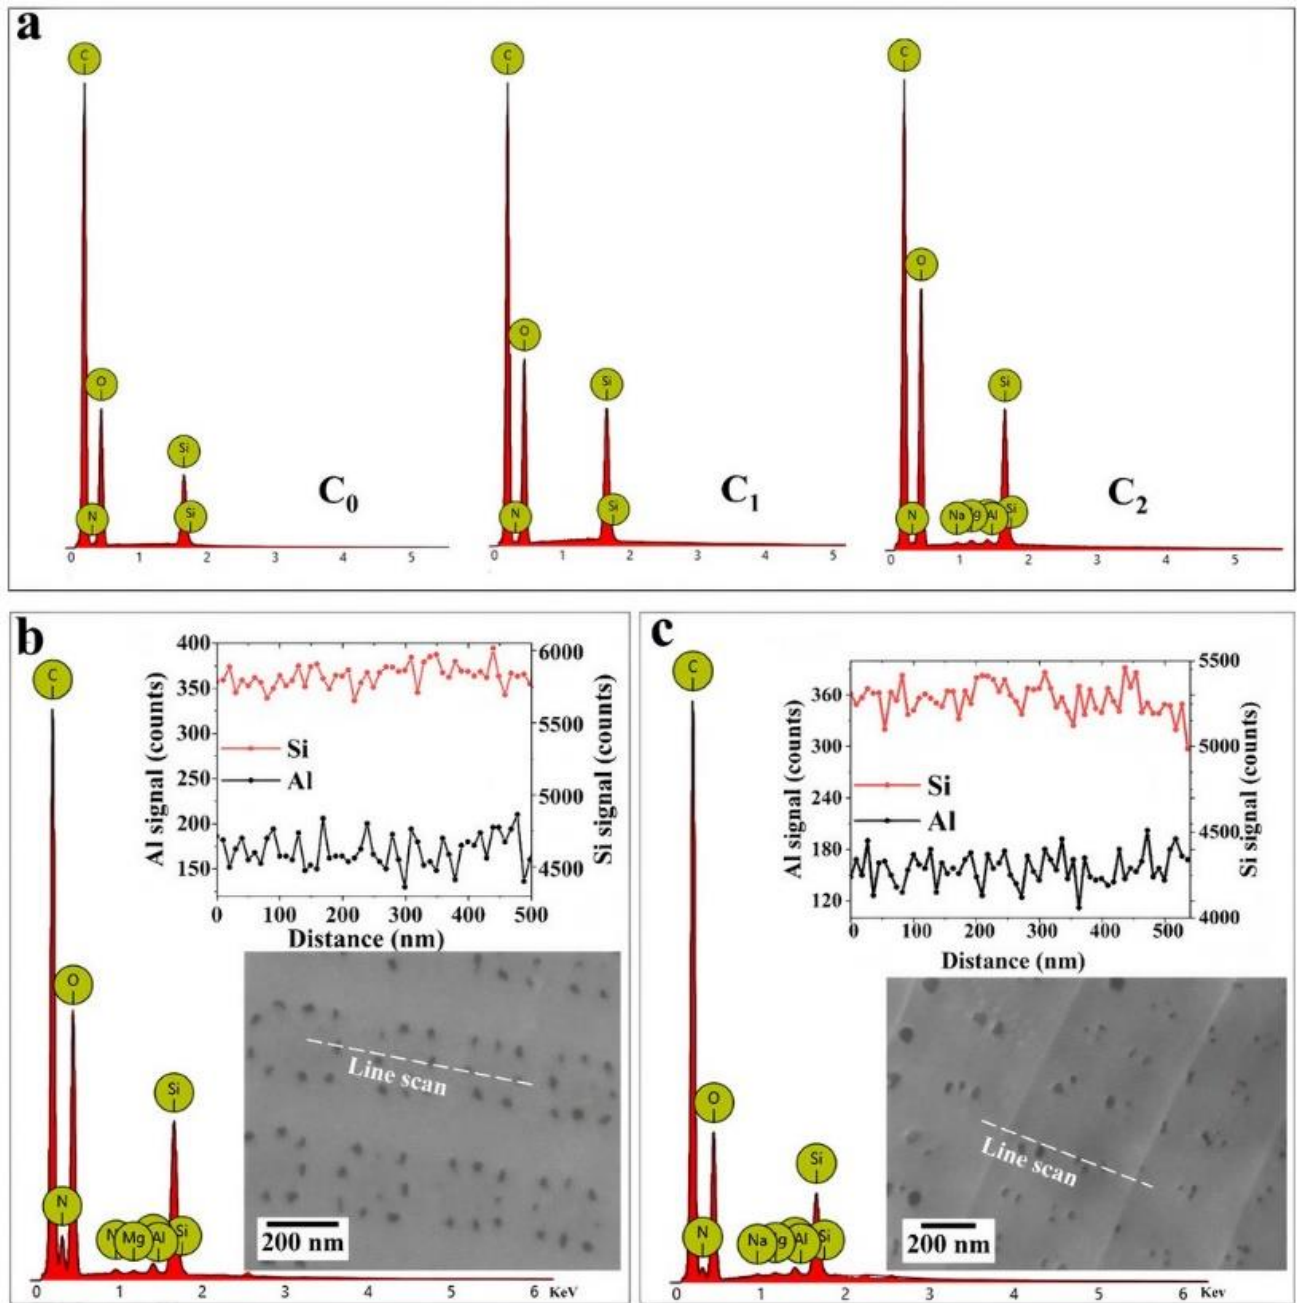 a
C
C
C
O
O
O
Si
Si
Si
N
Si
C0
N
Si
C1
N
Na
g
Al
Si
C2
0 1 2 3 4 5
0 1 2 3 4 5
0 1 2 3 4 5
b
C
O
N
Si
N
Mg
Al
Si
0 1 2 3 4 5 6 KeV
Al signal (counts)
400
350
300
250
200
150
Si
Al
6000
5500
5000
4500
Si signal (counts)
0 100 200 300 400 500
Distance (nm)
Line scan
200 nm
c
C
O
N
Si
Na
g
Al
Si
0 1 2 3 4 5 6 Kev
Al signal (counts)
360
300
240
180
120
Si
Al
5500
5000
4500
4000
Si signal (counts)
0 100 200 300 400 500
Distance (nm)
Line scan
200 nm